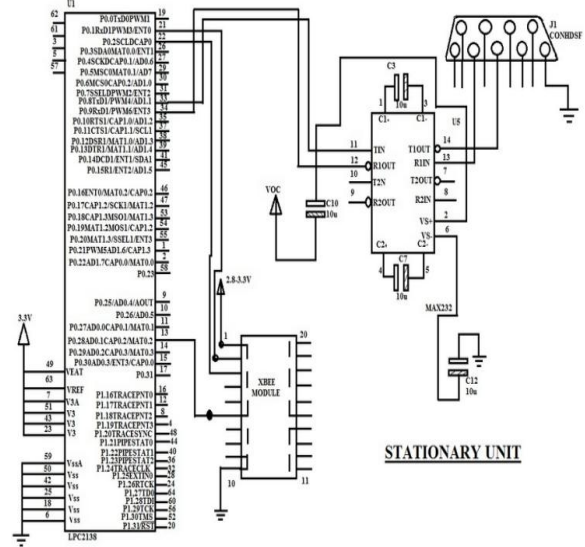 U1
62
61
3
5
57
P0.0TxD0PWM1 19
P0.1RxD1PWM3/ENT0 21
P0.2SCLDCAP0 22
P0.3SDA0MAT0.0/ENT1 26
P0.4SCKDCAP0.1/AD0.6 27
P0.5MSC0MAT0.1/AD7 29
P0.6MCS0CAP0.2/AD1.0 30
P0.7SSELDPWM2/ENT2 31
P0.8TxD1/PWM4/AD1.1 33
P0.9RxD1/PWM6/ENT3 34
P0.10RTS1/CAP1.0/AD1.2 35
P0.11CTS1/CAP1.1/SCL1 37
P0.12DSR1/MAT1.0/AD1.3 38
P0.13DTR1/MAT1.1/AD1.4 39
P0.14DCD1/ENT1/SDA1 41
P0.15R1/ENT2/AD1.5 45
P0.16ENT0/MAT0.2/CAP0.2 46
P0.17CAP1.2/SCK1/MAT1.2 47
P0.18CAP1.3MSO1/MAT1.3 53
P0.19MAT1.2MOS1/CAP1.2 54
P0.20MAT1.3/SSEL1/ENT3 55
P0.21PWM5AD1.6/CAP1.3 1
P0.22AD1.7CAP0.0/MAT0.0 2
P0.23 58
P0.25/AD0.4/AOUT 9
P0.26/AD0.5 10
P0.27AD0.0CAP0.1/MAT0.1 11
P0.28AD0.1CAP0.2/MAT0.2 13
P0.29AD0.2CAP0.3/MAT0.0 14
P0.30AD0.3/ENT3/CAP0.0 15
P0.31 17
P1.16TRACEPNT0 16
P1.17TRACEPNT1 12
P1.18TRACEPNT2 8
P1.19TRACEPNT3 4
P1.20TRACESYNC 48
P1.21PIPESTAT0 44
P1.22PIPESTAT1 40
P1.23PIPESTAT2 36
P1.24TRACECLK 32
P1.25EXTIN0 28
P1.26RTCK 24
P1.27TD0 64
P1.28TDI 60
P1.29TCK 56
P1.30TMS 52
P1.31/RST 20
3.3V
49 VEAT
63 VREF
7 V3A
51 V3
43 V3
23 V3
59 VssA
50 Vss
42 Vss
25 Vss
18 Vss
6 Vss
LPC2138
2.8-3.3V
1
20
XBEE
MODULE
10
11
VOC
C10
10u
C3
10u
1
3
C1-
C1-
U5
11 TIN
12 R1OUT
10 T2N
9 R2OUT
T1OUT 14
R1IN 13
T2OUT 7
R2IN 8
VS+ 2
VS- 6
C2-
C2-
4
5
C7
10u
MAX232
J1
CONHDSF
C12
10u
STATIONARY UNIT